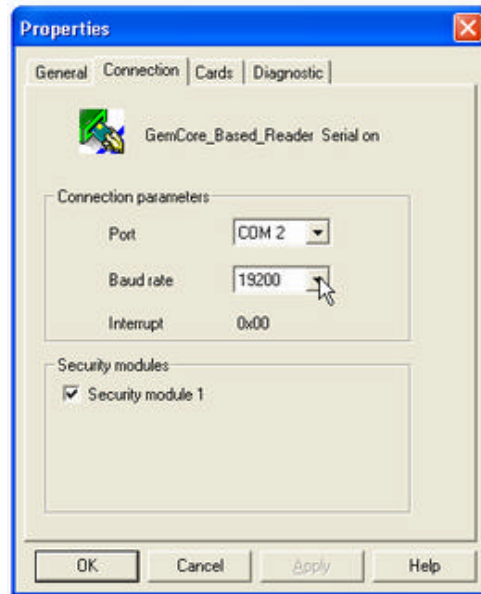 Properties
General Connection Cards Diagnostic
GemCore_Based_Reader Serial on
Connection parameters
Port COM 2
Baud rate 19200
Interrupt 0x00
Security modules
Security module 1
OK Cancel Apply Help